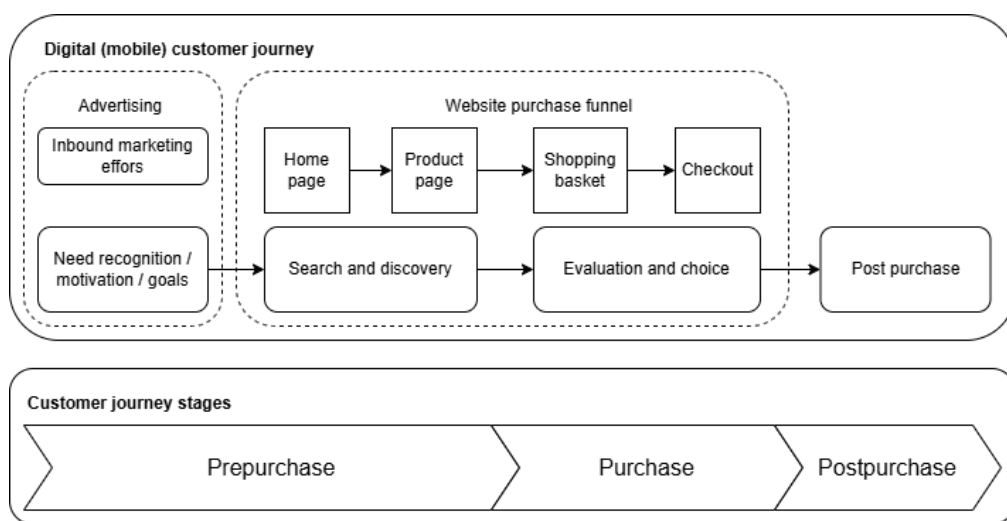 Digital (mobile) customer journey
Advertising
Inbound marketing
effors
Need recognition /
motivation / goals
Website purchase funnel
Home
page
Product
page
Shopping
basket
Checkout
Search and discovery
Evaluation and choice
Post purchase
Customer journey stages
Prepurchase
Purchase
Postpurchase